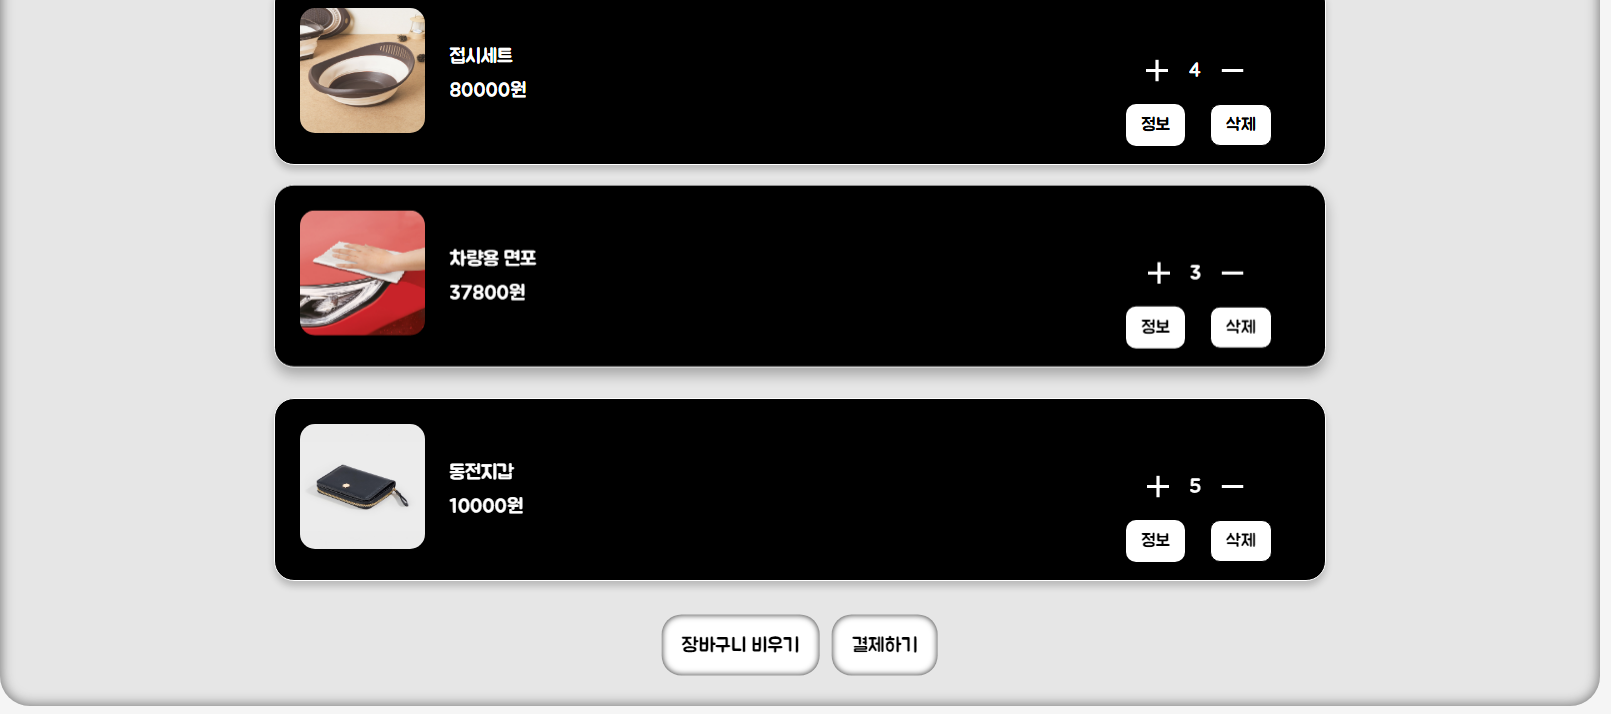 접시세트
80000원
+ 4 −
정보 삭제
차량용 면포
37800원
+ 3 −
정보 삭제
동전지갑
10000원
+ 5 −
정보 삭제
장바구니 비우기 결제하기